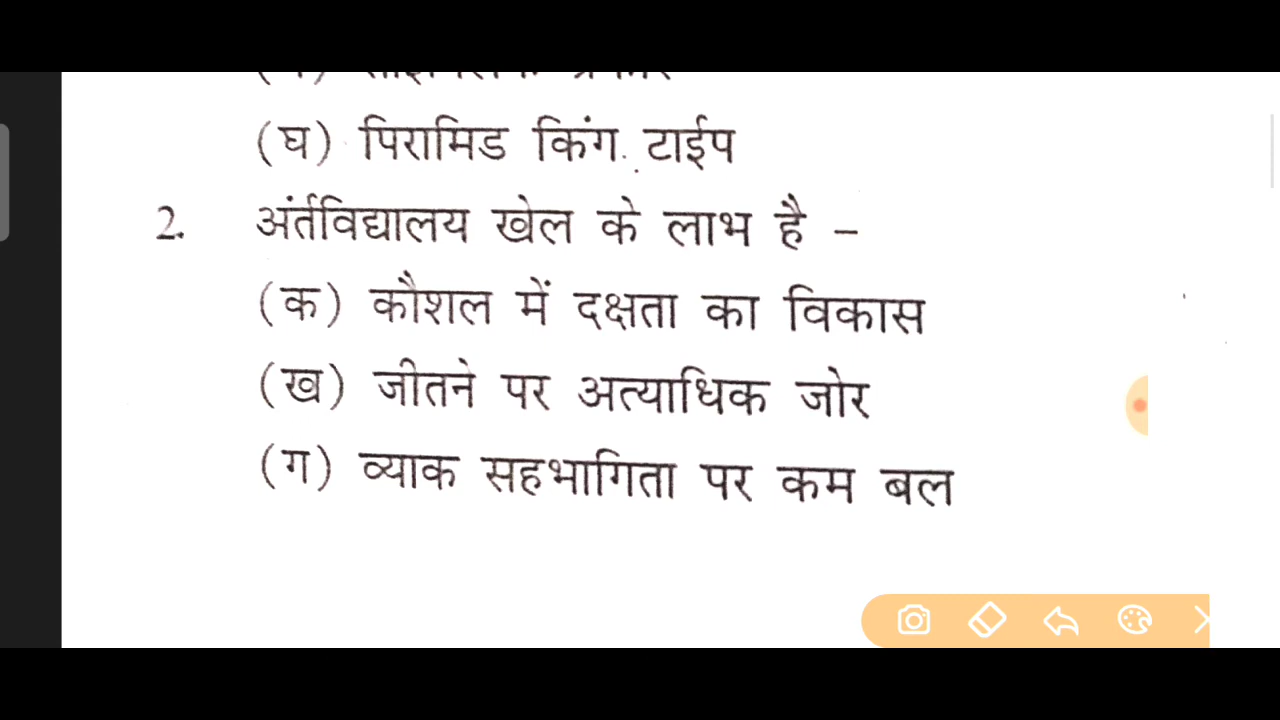 (घ) पिरामिड किंग टाईप
2. अंर्तविद्यालय खेल के लाभ है –
(क) कौशल में दक्षता का विकास
(ख) जीतने पर अत्याधिक जोर
(ग) व्याक सहभागिता पर कम बल